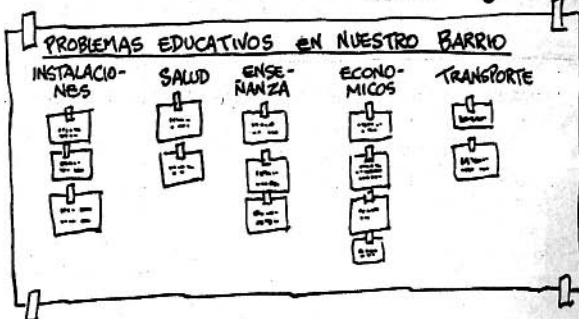 PROBLEMAS EDUCATIVOS EN NUESTRO BARRIO
INSTALACIO-
NES
SALUD
ENSE-
ÑANZA
ECONO-
MICOS
TRANSPORTE